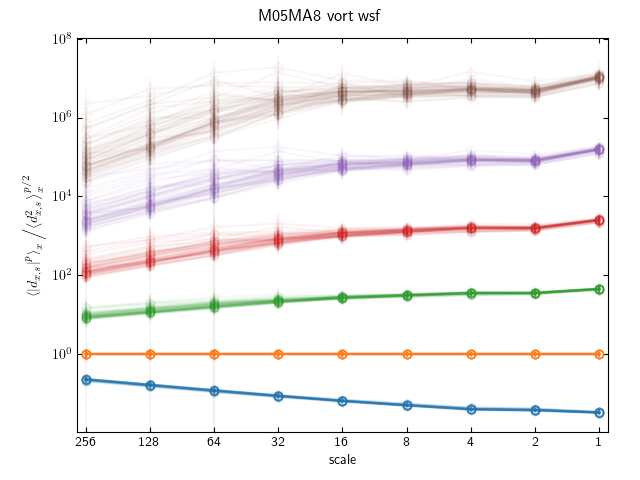 M05MA8 vort wsf
10^8
10^6
10^4
10^2
10^0
⟨|d_{x,s}|^p⟩_x / ⟨d_{x,s}^2⟩_x^{p/2}
256 128 64 32 16 8 4 2 1
scale